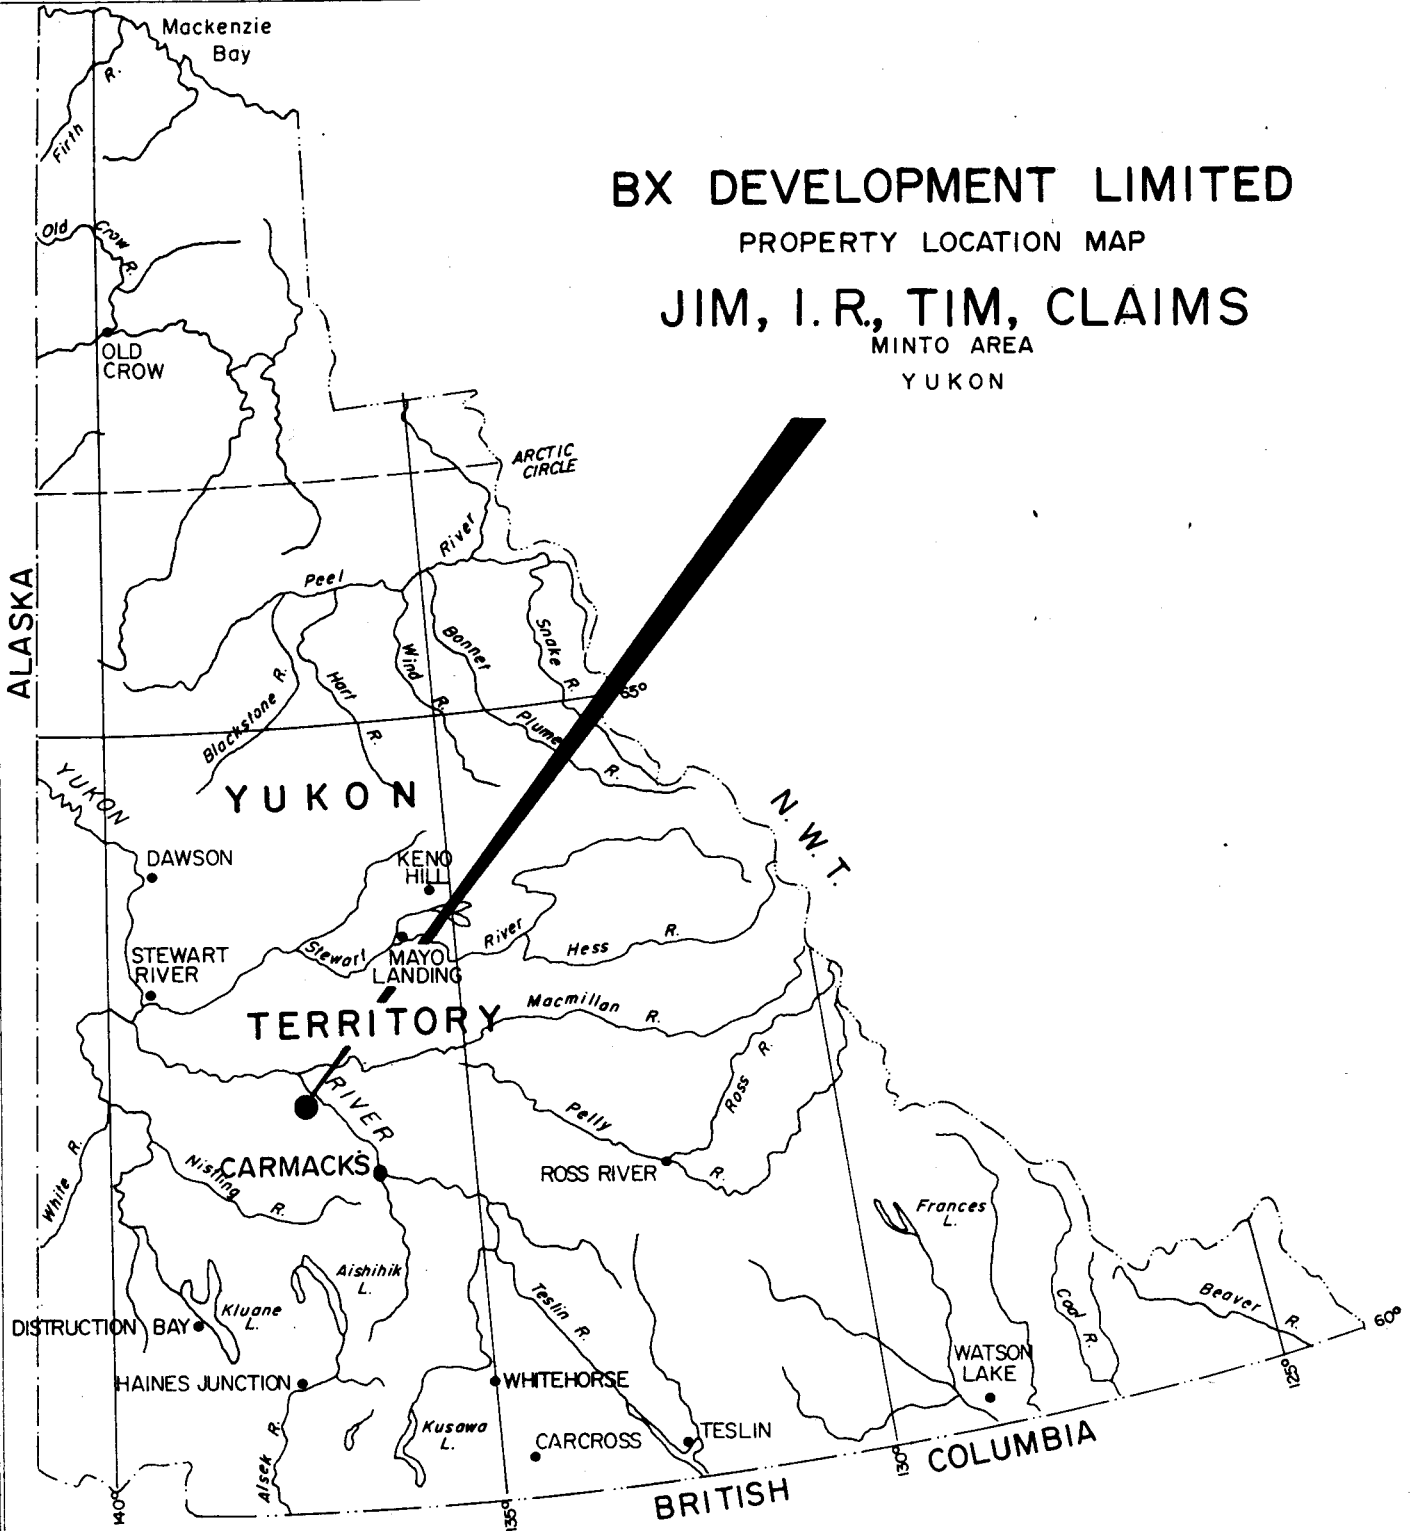 Mackenzie
Bay
Firth R.
BX DEVELOPMENT LIMITED
PROPERTY LOCATION MAP
JIM, I.R., TIM, CLAIMS
MINTO AREA
YUKON
Old Crow R.
OLD
CROW
ARCTIC
CIRCLE
ALASKA
Peel River
Blackstone R.
Hart R.
Wind R.
Bonnet Plume R.
Snake R.
65°
YUKON
YUKON
N.W.T.
DAWSON
KENO
HILL
STEWART
RIVER
Stewart River
MAYO
LANDING
Hess R.
TERRITORY
Macmillan R.
RIVER
Pelly R.
Ross R.
White R.
Nisling R.
CARMACKS
ROSS RIVER
Frances
L.
Aishihik
L.
Kluane
L.
DISTRUCTION BAY
Teslin R.
Coal R.
Beaver R.
60°
HAINES JUNCTION
WHITEHORSE
WATSON
LAKE
125°
Alsek R.
Kusawa
L.
CARCROSS
TESLIN
140°
135°
130°
BRITISH COLUMBIA